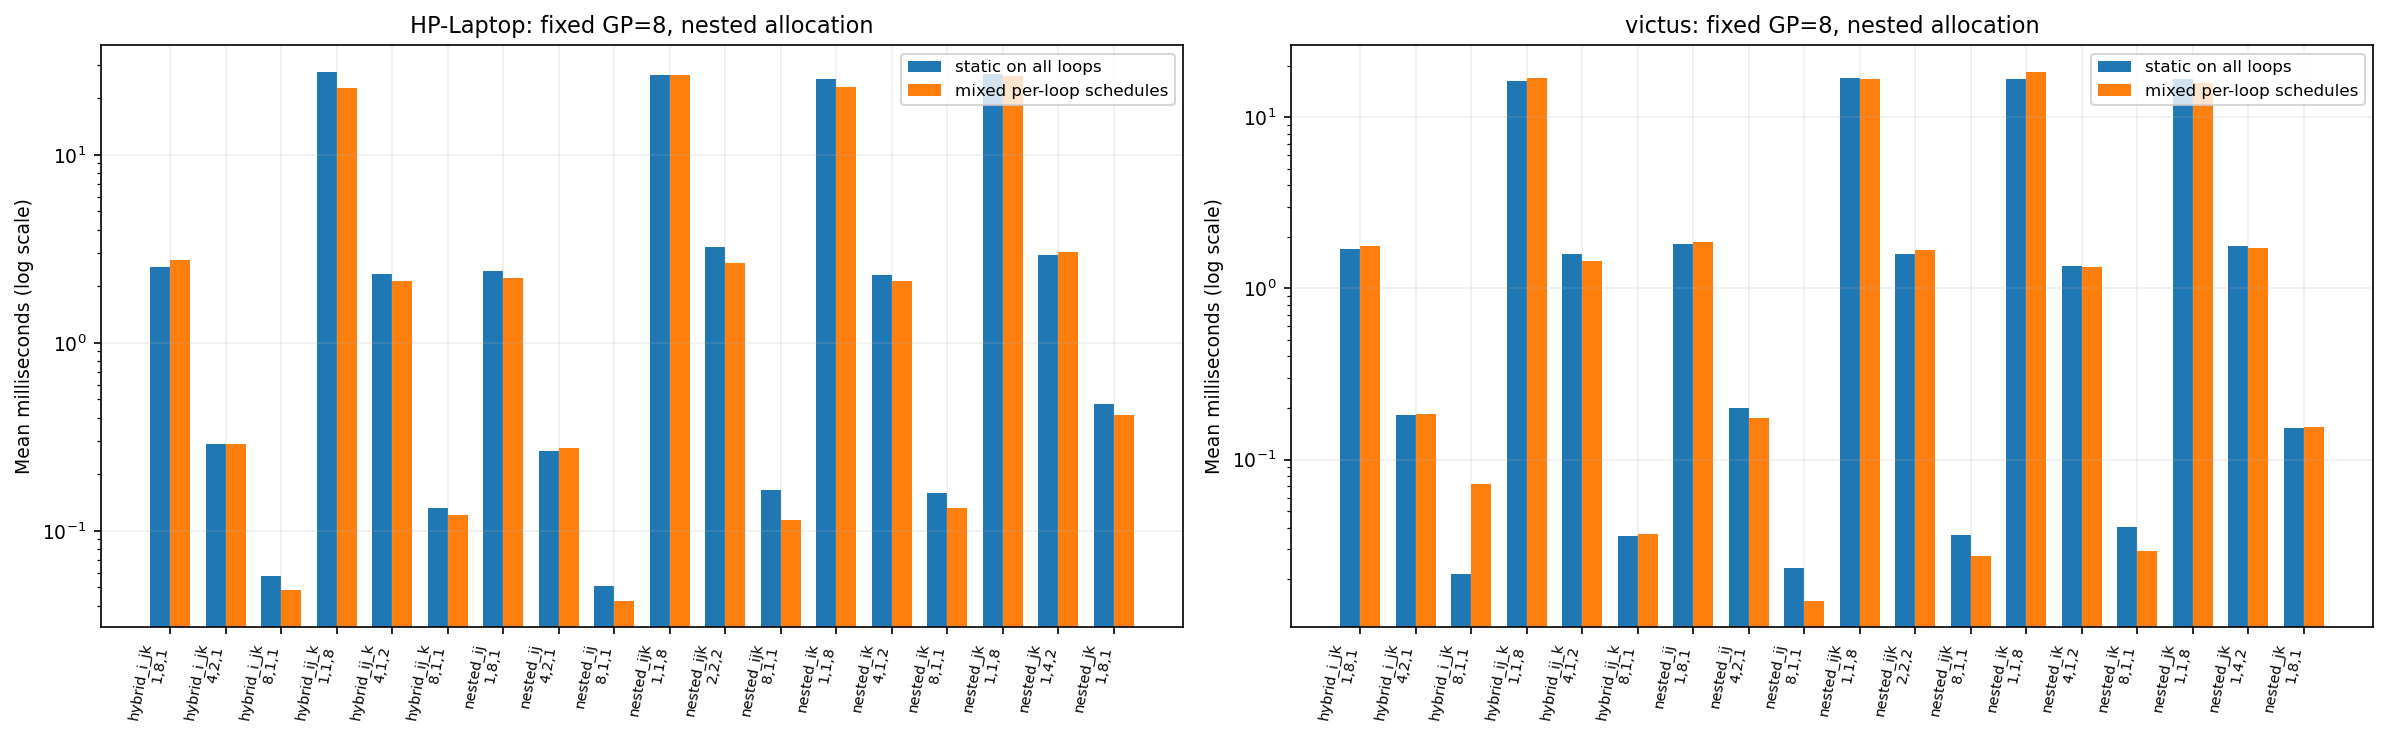 HP-Laptop: fixed GP=8, nested allocation
Mean milliseconds (log scale)
10¹
10⁰
10⁻¹
static on all loops
mixed per-loop schedules
hybrid_i_jk
1,8,1
hybrid_i_jk
4,2,1
hybrid_i_jk
8,1,1
hybrid_ij_k
1,1,8
hybrid_ij_k
4,1,2
hybrid_ij_k
8,1,1
nested_ij
1,8,1
nested_ij
4,2,1
nested_ij
8,1,1
nested_ijk
1,1,8
nested_ijk
2,2,2
nested_ijk
8,1,1
nested_ik
1,1,8
nested_ik
4,1,2
nested_ik
8,1,1
nested_jk
1,1,8
nested_jk
1,4,2
nested_jk
1,8,1
victus: fixed GP=8, nested allocation
Mean milliseconds (log scale)
10¹
10⁰
10⁻¹
static on all loops
mixed per-loop schedules
hybrid_i_jk
1,8,1
hybrid_i_jk
4,2,1
hybrid_i_jk
8,1,1
hybrid_ij_k
1,1,8
hybrid_ij_k
4,1,2
hybrid_ij_k
8,1,1
nested_ij
1,8,1
nested_ij
4,2,1
nested_ij
8,1,1
nested_ijk
1,1,8
nested_ijk
2,2,2
nested_ijk
8,1,1
nested_ik
1,1,8
nested_ik
4,1,2
nested_ik
8,1,1
nested_jk
1,1,8
nested_jk
1,4,2
nested_jk
1,8,1